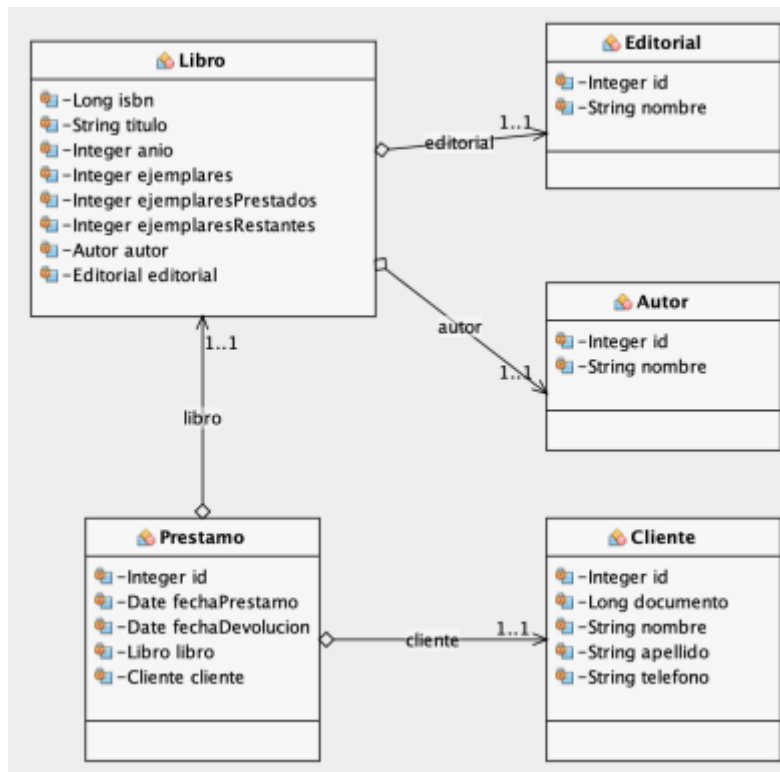 Libro
-Long isbn
-String titulo
-Integer anio
-Integer ejemplares
-Integer ejemplaresPrestados
-Integer ejemplaresRestantes
-Autor autor
-Editorial editorial
Editorial
-Integer id
-String nombre
1..1
editorial
Autor
-Integer id
-String nombre
autor
1..1
1..1
libro
Prestamo
-Integer id
-Date fechaPrestamo
-Date fechaDevolucion
-Libro libro
-Cliente cliente
cliente
1..1
Cliente
-Integer id
-Long documento
-String nombre
-String apellido
-String telefono